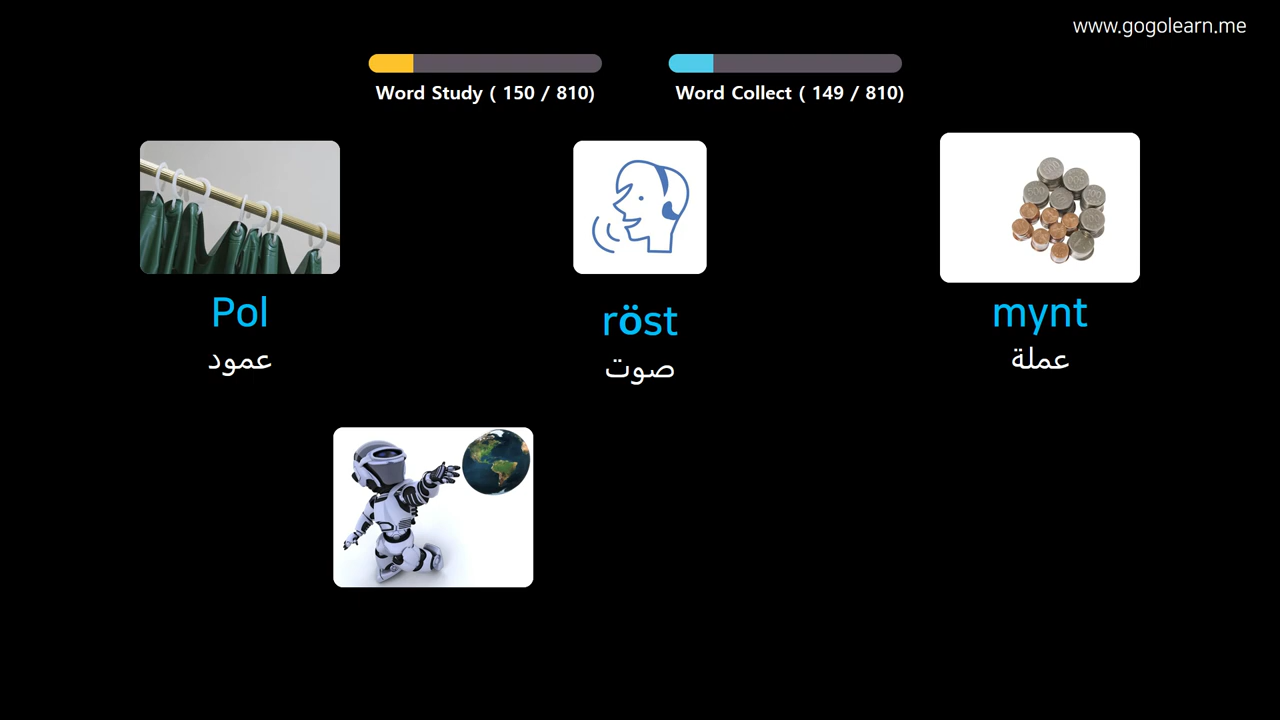 www.gogolearn.me
Word Study ( 150 / 810)
Word Collect ( 149 / 810)
Pol
عمود
röst
صوت
mynt
عملة